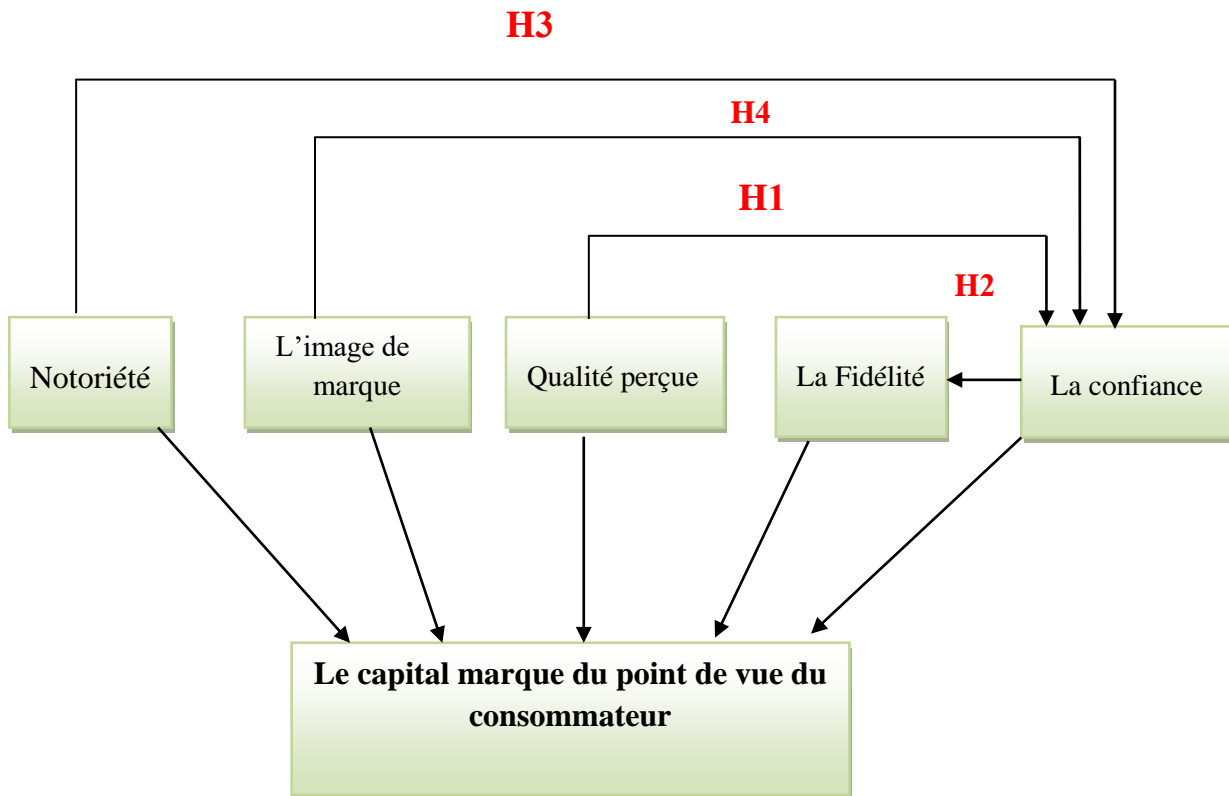 H3
H4
H1
H2
Notoriété
L’image de
marque
Qualité perçue
La Fidélité
La confiance
Le capital marque du point de vue du
consommateur